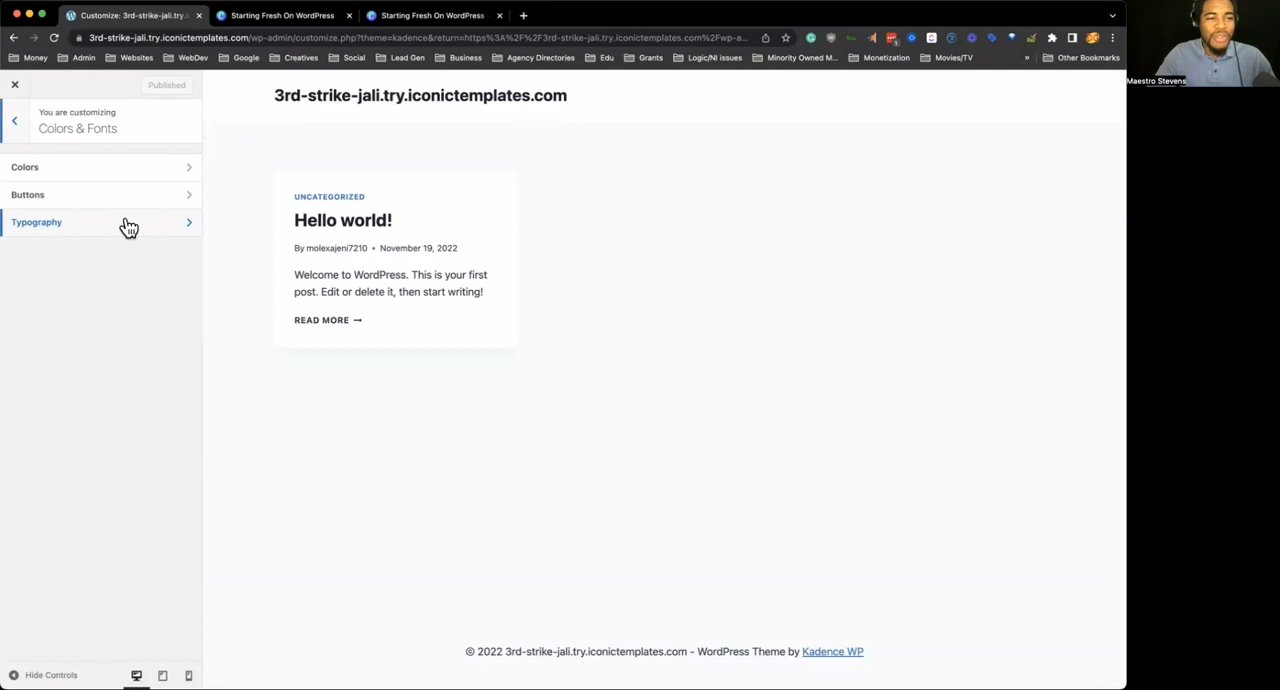 Customize: 3rd-strike-jali.try.i
Starting Fresh On WordPress
Starting Fresh On WordPress
3rd-strike-jali.try.iconictemplates.com/wp-admin/customize.php?theme=kadence&return=https%3A%2F%2F3rd-strike-jali.try.iconictemplates.com%2Fwp-a...
Money Admin Websites WebDev Google Creatives Social Lead Gen Business Agency Directories Edu Grants Logic/NI issues Minority Owned M... Monetization Movies/TV » Other Bookmarks
Maestro Stevens
Published
You are customizing
Colors & Fonts
Colors
Buttons
Typography
Hide Controls
3rd-strike-jali.try.iconictemplates.com
UNCATEGORIZED
Hello world!
By molexajeni7210 • November 19, 2022
Welcome to WordPress. This is your first
post. Edit or delete it, then start writing!
READ MORE →
© 2022 3rd-strike-jali.try.iconictemplates.com - WordPress Theme by Kadence WP